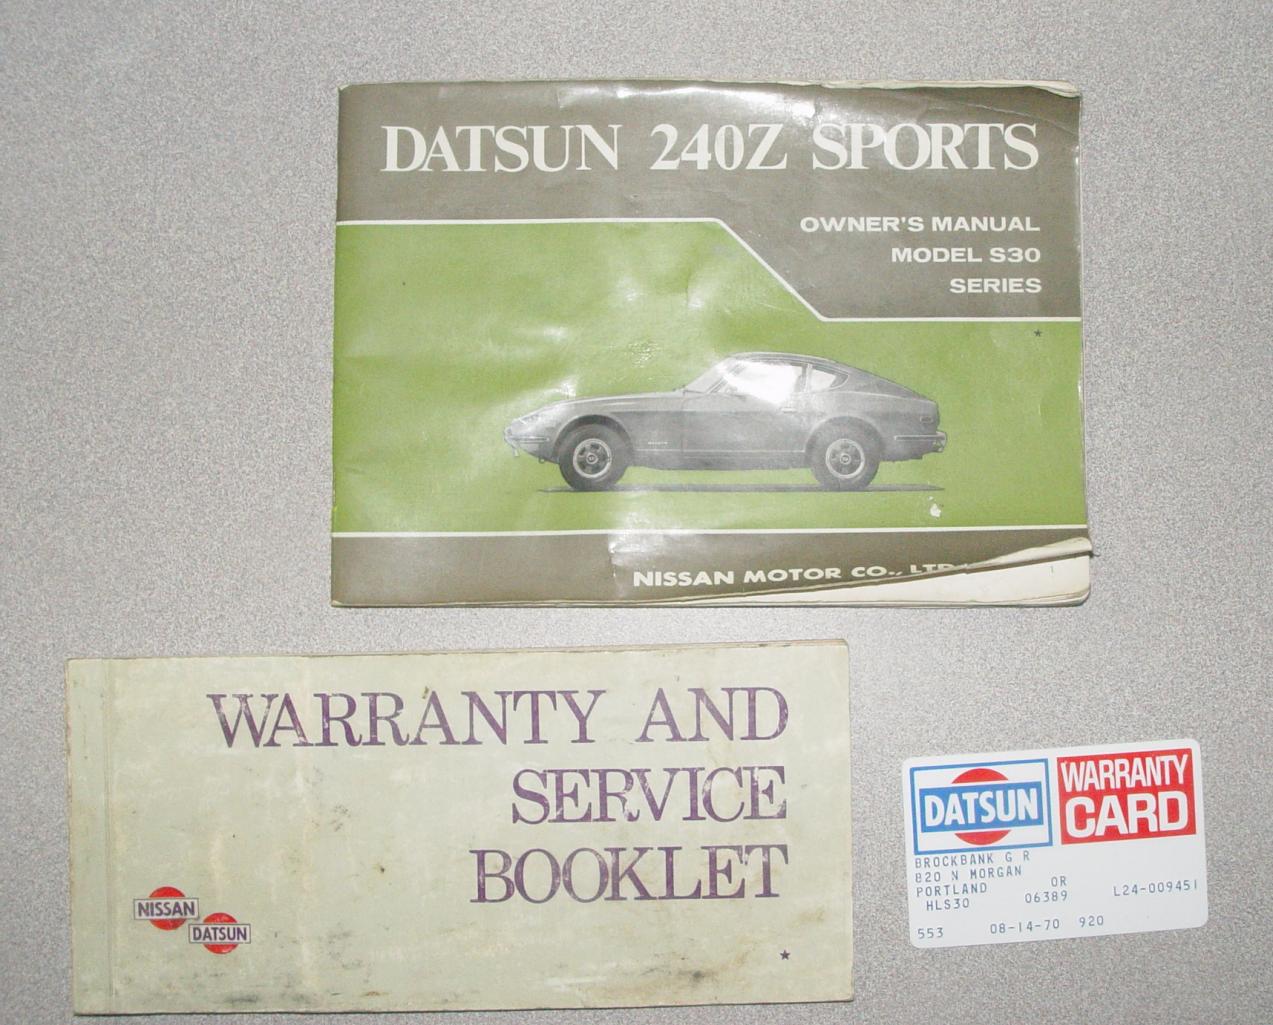 DATSUN 240Z SPORTS
OWNER'S MANUAL
MODEL S30
SERIES
NISSAN MOTOR CO., LTD
WARRANTY AND
SERVICE
BOOKLET
NISSAN
DATSUN
DATSUN
WARRANTY
CARD
BROCKBANK G R
820 N MORGAN
PORTLAND OR
HLS30 06389 L24-009451
553 08-14-70 920